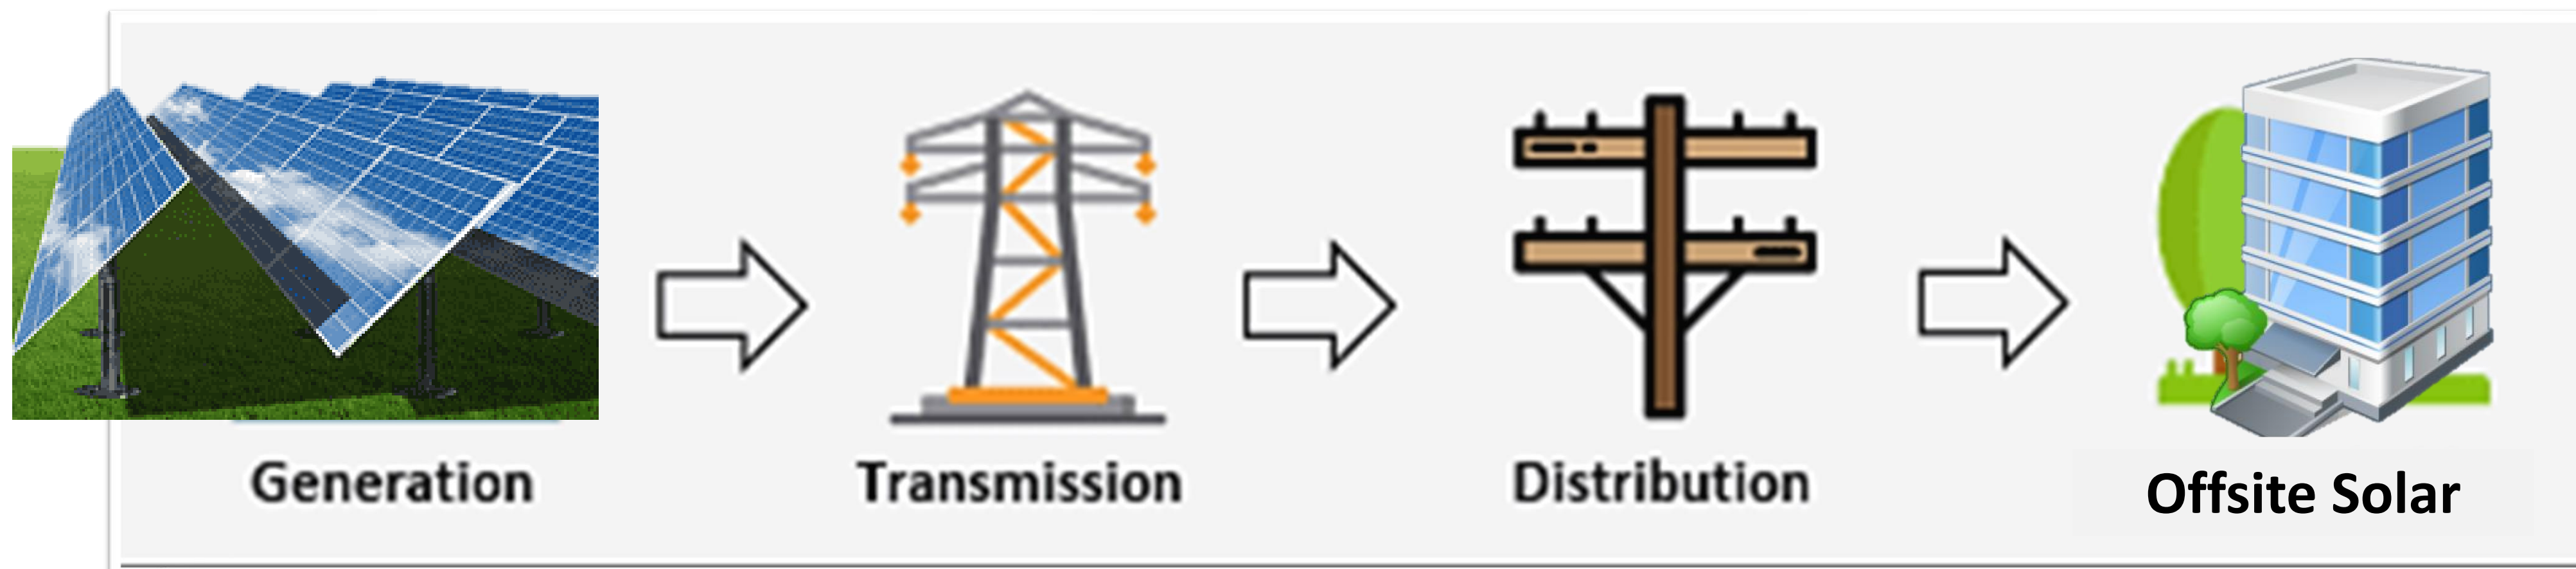 Generation
Transmission
Distribution
Offsite Solar